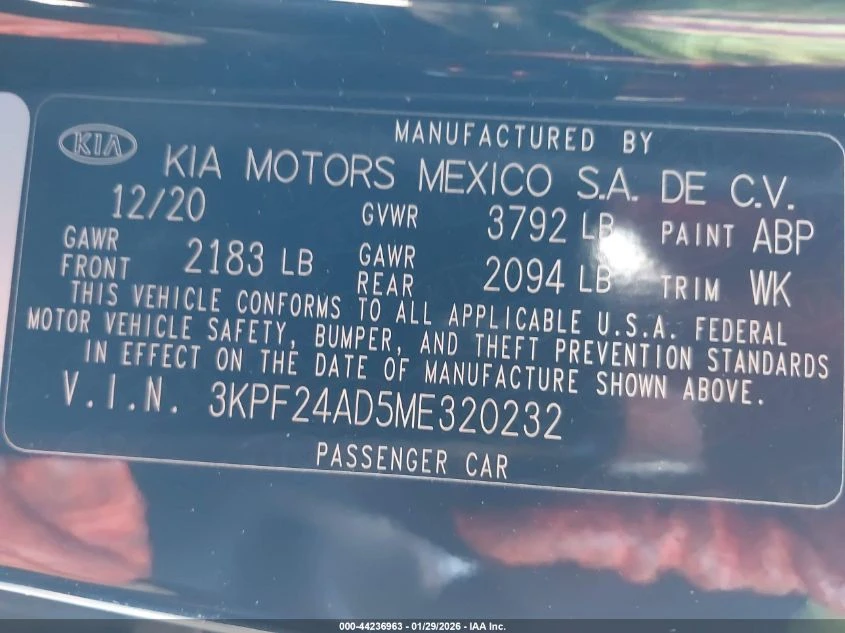 MANUFACTURED BY
KIA KIA MOTORS MEXICO S.A. DE C.V.
12/20 GVWR 3792 LB PAINT ABP
GAWR FRONT 2183 LB GAWR REAR 2094 LB TRIM WK
THIS VEHICLE CONFORMS TO ALL APPLICABLE U.S.A. FEDERAL
MOTOR VEHICLE SAFETY, BUMPER, AND THEFT PREVENTION STANDARDS
IN EFFECT ON THE DATE OF MANUFACTURE SHOWN ABOVE.
V.I.N. 3KPF24AD5ME320232
PASSENGER CAR
000-44236963 - 01/29/2026 - IAA Inc.